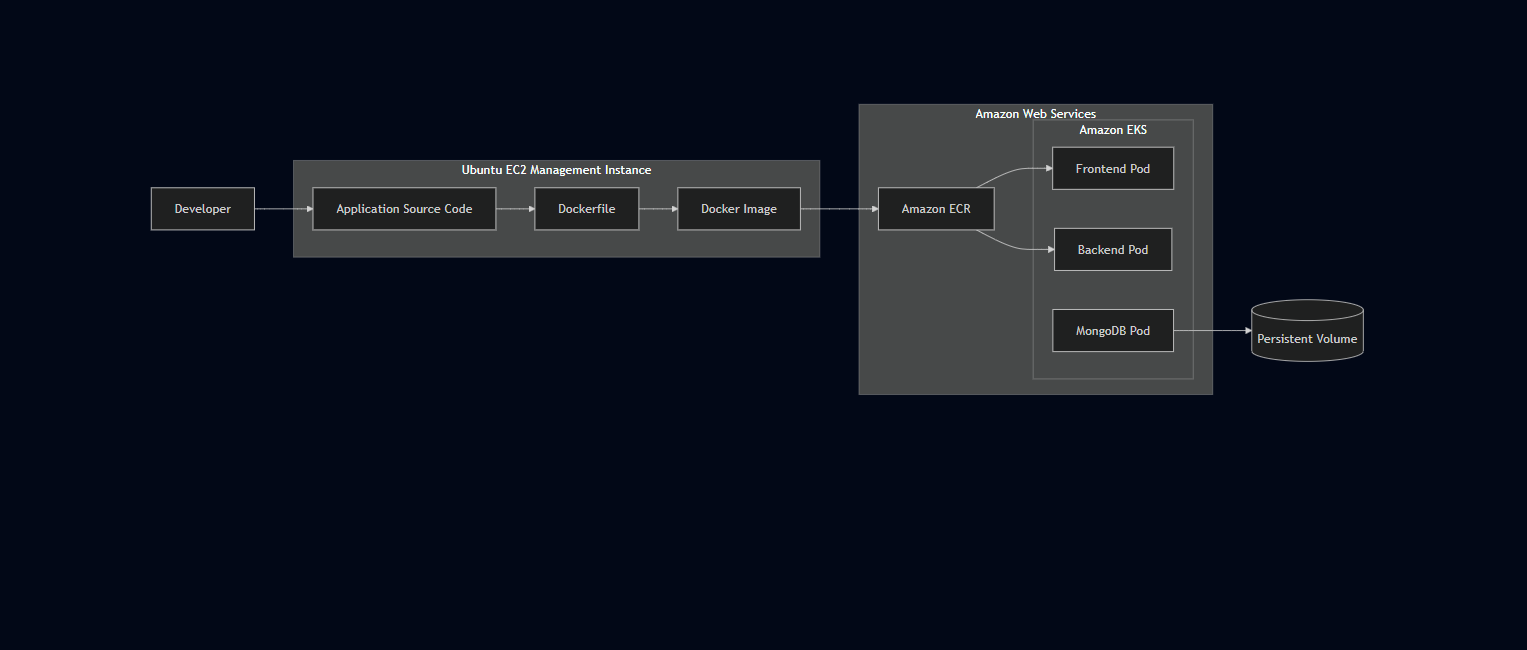 Developer
Ubuntu EC2 Management Instance
Application Source Code
Dockerfile
Docker Image
Amazon Web Services
Amazon ECR
Amazon EKS
Frontend Pod
Backend Pod
MongoDB Pod
Persistent Volume